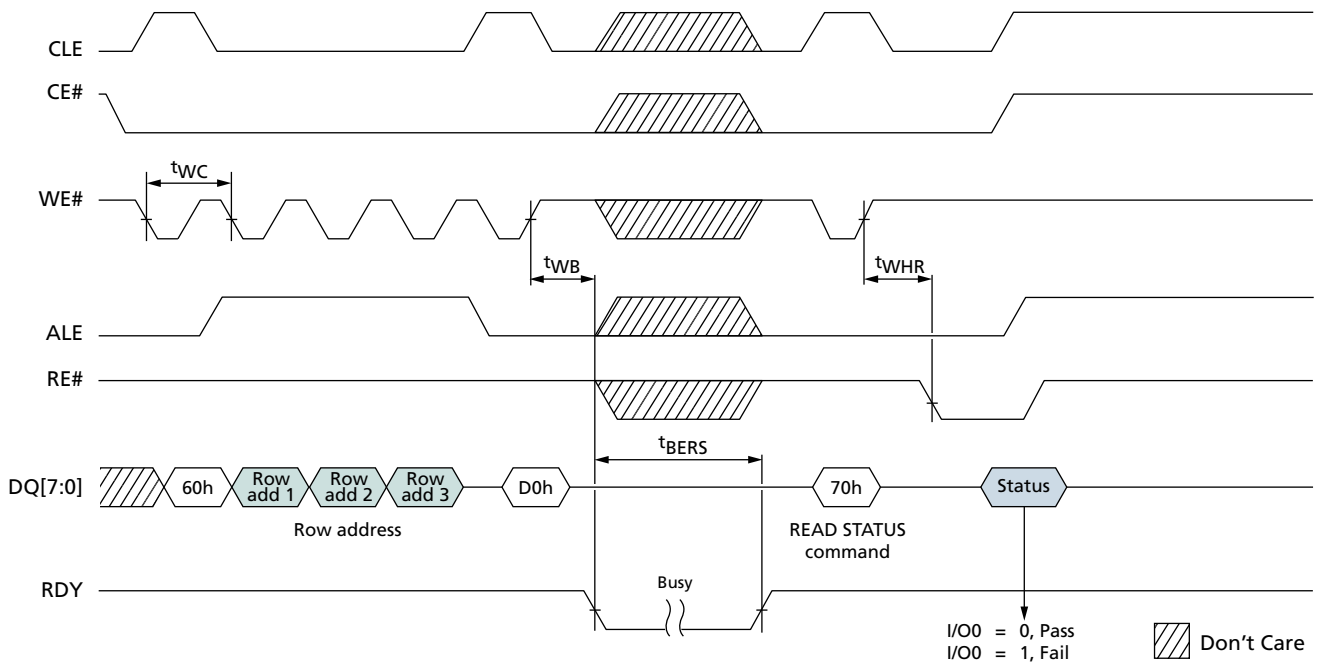 CLE
CE#
tWC
WE#
tWB
tWHR
ALE
RE#
tBERS
DQ[7:0]
60h
Row add 1
Row add 2
Row add 3
D0h
70h
Status
Row address
READ STATUS
command
RDY
Busy
I/O0 = 0, Pass
I/O0 = 1, Fail
Don't Care